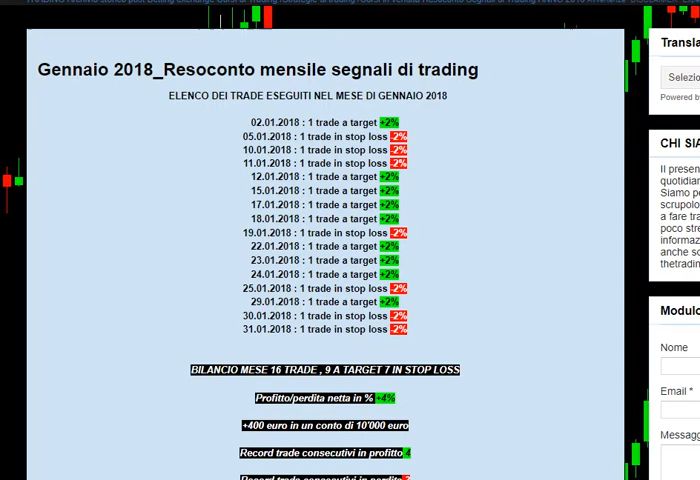 Gennaio 2018_Resoconto mensile segnali di trading
ELENCO DEI TRADE ESEGUITI NEL MESE DI GENNAIO 2018
02.01.2018 : 1 trade a target +2%
05.01.2018 : 1 trade in stop loss -2%
10.01.2018 : 1 trade in stop loss -2%
11.01.2018 : 1 trade in stop loss -2%
12.01.2018 : 1 trade a target +2%
15.01.2018 : 1 trade a target +2%
17.01.2018 : 1 trade a target +2%
18.01.2018 : 1 trade a target +2%
19.01.2018 : 1 trade in stop loss -2%
22.01.2018 : 1 trade a target +2%
23.01.2018 : 1 trade a target +2%
24.01.2018 : 1 trade a target +2%
25.01.2018 : 1 trade in stop loss -2%
29.01.2018 : 1 trade a target +2%
30.01.2018 : 1 trade in stop loss -2%
31.01.2018 : 1 trade in stop loss -2%
BILANCIO MESE 16 TRADE , 9 A TARGET 7 IN STOP LOSS
Profitto/perdita netta in % +4%
+400 euro in un conto di 10'000 euro
Record trade consecutivi in profitto 4
Record trade consecutivi in perdita 3
Transla
Selezio
Powered by
CHI SIA
Il presen
quotidian
Siamo pe
scrupolo
a fare tra
poco stre
informaz
anche so
thetradin
Modulo
Nome
Email *
Messagg